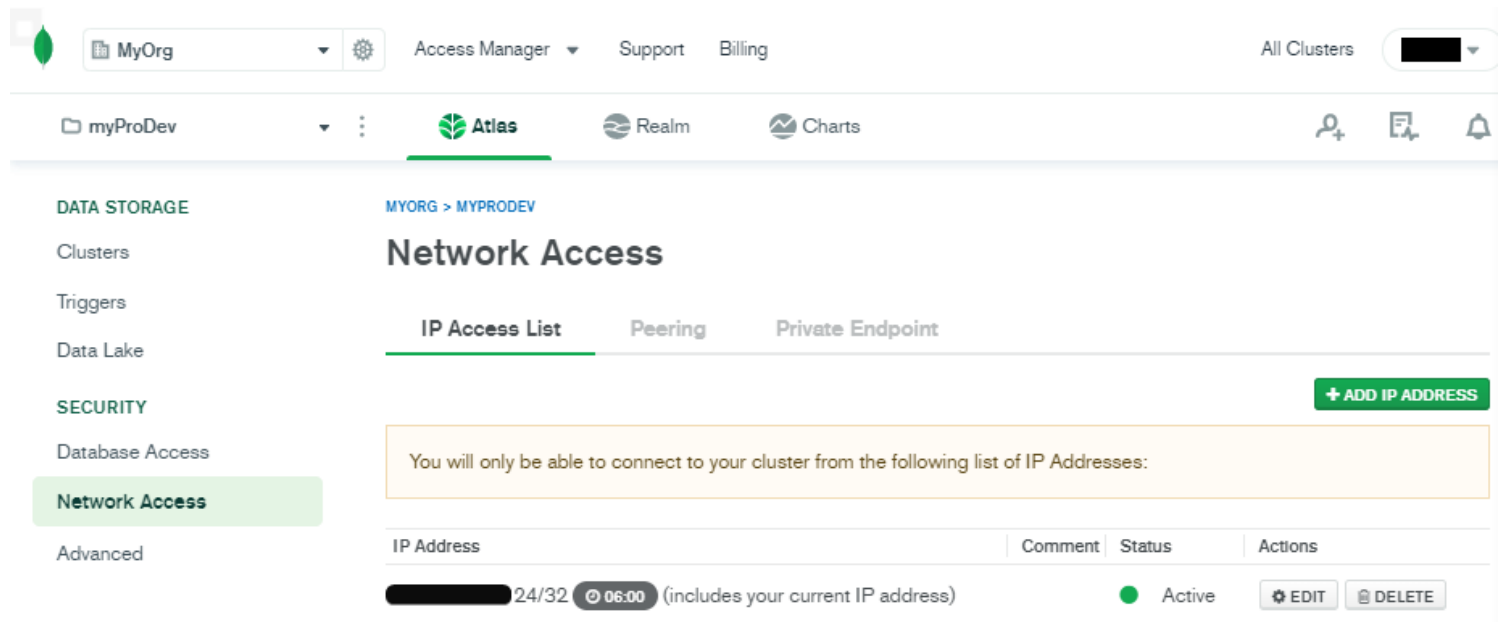 MyOrg Access Manager Support Billing All Clusters
myProDev Atlas Realm Charts
DATA STORAGE
Clusters
Triggers
Data Lake
SECURITY
Database Access
Network Access
Advanced
MYORG > MYPRODEV
Network Access
IP Access List Peering Private Endpoint
+ ADD IP ADDRESS
You will only be able to connect to your cluster from the following list of IP Addresses:
IP Address Comment Status Actions
24/32 06:00 (includes your current IP address) Active EDIT DELETE